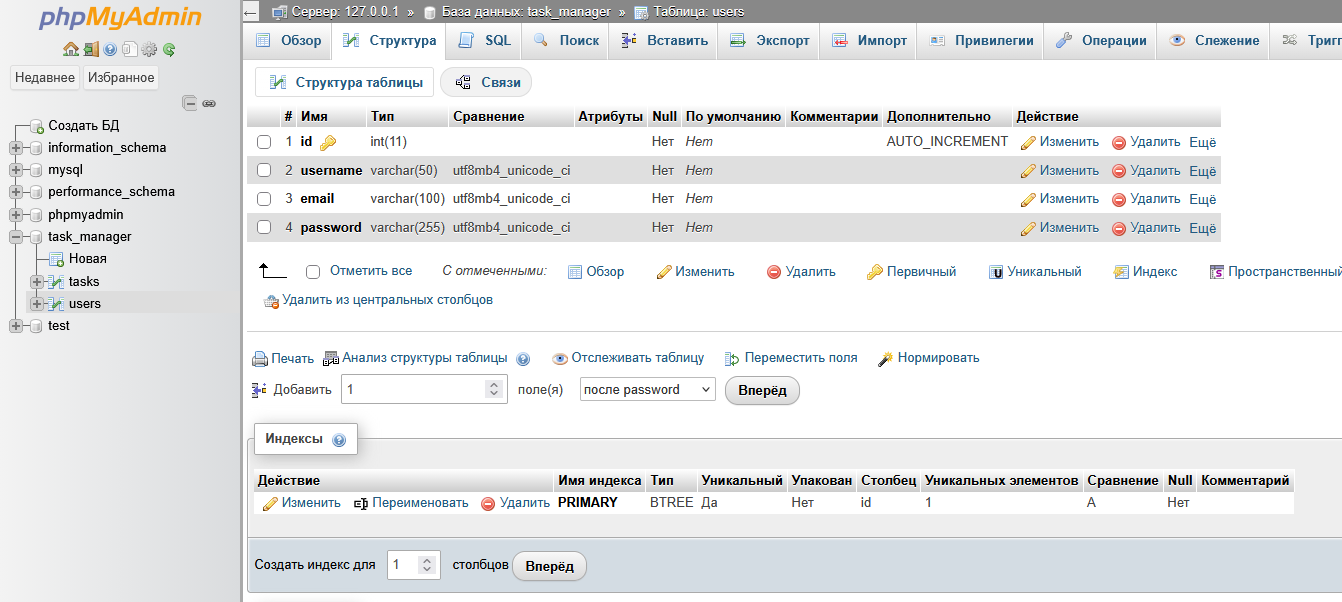 phpMyAdmin
Недавнее Избранное
Создать БД
information_schema
mysql
performance_schema
phpmyadmin
task_manager
Новая
tasks
users
test
Сервер: 127.0.0.1 » База данных: task_manager » Таблица: users
Обзор Структура SQL Поиск Вставить Экспорт Импорт Привилегии Операции Слежение Тригг
Структура таблицы Связи
# Имя Тип Сравнение Атрибуты Null По умолчанию Комментарии Дополнительно Действие
1 id int(11) Нет Нет AUTO_INCREMENT Изменить Удалить Ещё
2 username varchar(50) utf8mb4_unicode_ci Нет Нет Изменить Удалить Ещё
3 email varchar(100) utf8mb4_unicode_ci Нет Нет Изменить Удалить Ещё
4 password varchar(255) utf8mb4_unicode_ci Нет Нет Изменить Удалить Ещё
Отметить все С отмеченными: Обзор Изменить Удалить Первичный Уникальный Индекс Пространственный
Удалить из центральных столбцов
Печать Анализ структуры таблицы Отслеживать таблицу Переместить поля Нормировать
Добавить 1 поле(я) после password Вперёд
Индексы
Действие Имя индекса Тип Уникальный Упакован Столбец Уникальных элементов Сравнение Null Комментарий
Изменить Переименовать Удалить PRIMARY BTREE Да Нет id 1 A Нет
Создать индекс для 1 столбцов Вперёд